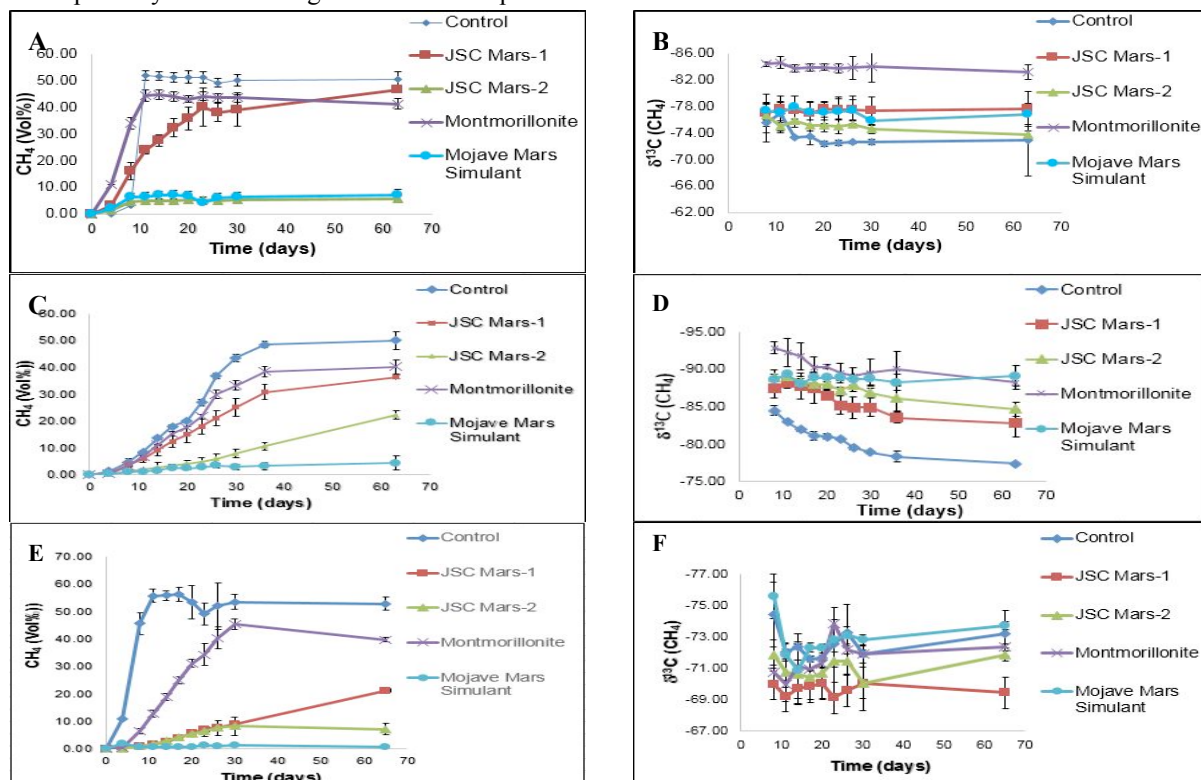 A
CH4 (Vol%))
60.00
50.00
40.00
30.00
20.00
10.00
0.00
0 10 20 30 40 50 60 70
Time (days)
Control
JSC Mars-1
JSC Mars-2
Montmorillonite
Mojave Mars
Simulant
B
δ13C (CH4)
-86.00
-82.00
-78.00
-74.00
-70.00
-66.00
-62.00
0 10 20 30 40 50 60 70
Time (days)
Control
JSC Mars-1
JSC Mars-2
Montmorillonite
Mojave Mars
Simulant
C
CH4 (Vol%)
60.00
50.00
40.00
30.00
20.00
10.00
0.00
0 10 20 30 40 50 60 70
Time (days)
Control
JSC Mars-1
JSC Mars-2
Montmorillonite
Mojave Mars
Simulant
D
δ13C (CH4)
-95.00
-90.00
-85.00
-80.00
-75.00
0 10 20 30 40 50 60 70
Time (days)
Control
JSC Mars-1
JSC Mars-2
Montmorillonite
Mojave Mars
Simulant
E
CH4 (Vol%))
70.00
60.00
50.00
40.00
30.00
20.00
10.00
0.00
0 10 20 30 40 50 60 70
Time (days)
Control
JSC Mars-1
JSC Mars-2
Montmorillonite
Mojave Mars
Simulant
F
δ13C (CH4)
-77.00
-75.00
-73.00
-71.00
-69.00
-67.00
0 10 20 30 40 50 60 70
Time (days)
Control
JSC Mars-1
JSC Mars-2
Montmorillonite
Mojave Mars
Simulant